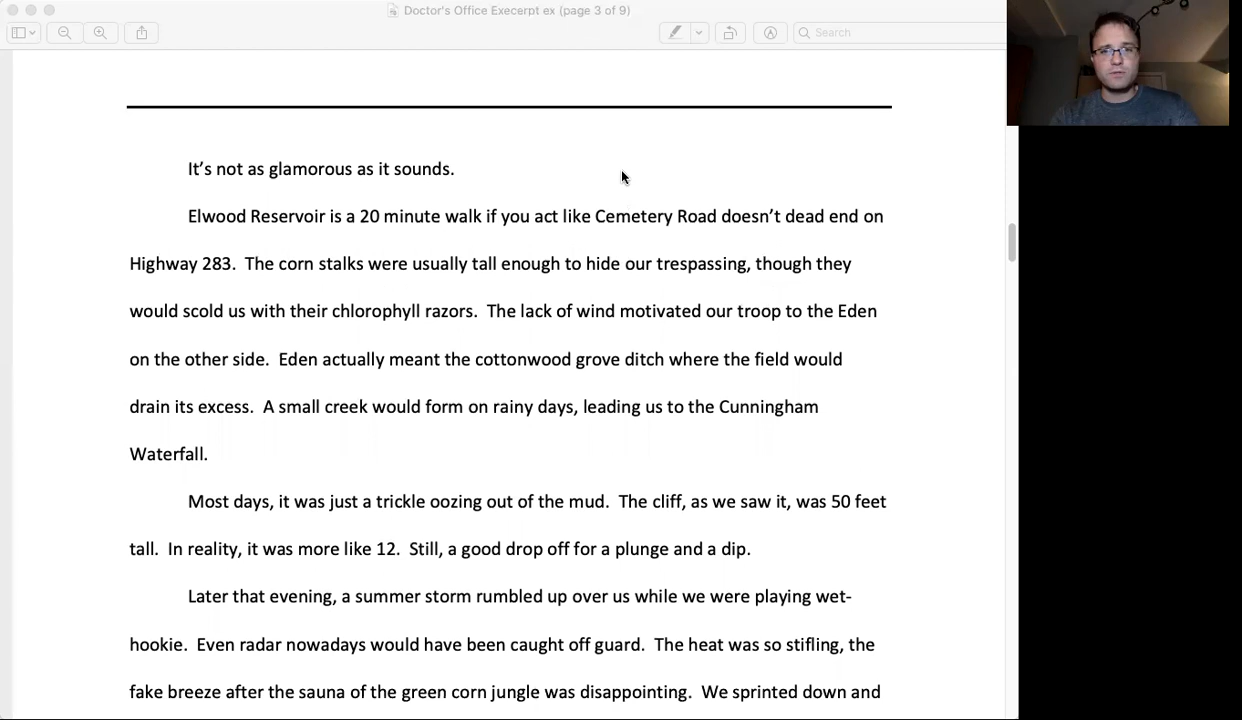 Doctor's Office Execerpt ex (page 3 of 9)
Search
It’s not as glamorous as it sounds.
Elwood Reservoir is a 20 minute walk if you act like Cemetery Road doesn’t dead end on
Highway 283.  The corn stalks were usually tall enough to hide our trespassing, though they
would scold us with their chlorophyll razors.  The lack of wind motivated our troop to the Eden
on the other side.  Eden actually meant the cottonwood grove ditch where the field would
drain its excess.  A small creek would form on rainy days, leading us to the Cunningham
Waterfall.
Most days, it was just a trickle oozing out of the mud.  The cliff, as we saw it, was 50 feet
tall.  In reality, it was more like 12.  Still, a good drop off for a plunge and a dip.
Later that evening, a summer storm rumbled up over us while we were playing wet-
hookie.  Even radar nowadays would have been caught off guard.  The heat was so stifling, the
fake breeze after the sauna of the green corn jungle was disappointing.  We sprinted down and